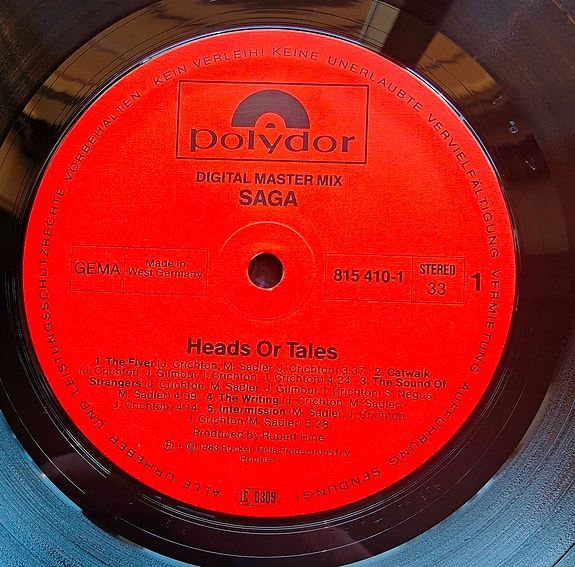 ALLE URHEBER UND LEISTUNGSSCHUTZRECHTE VORBEHALTEN KEIN VERLEIH! KEINE UNERLAUBTE VERVIELFÄLTIGUNG VERMIETUNG AUFFÜHRUNG SENDUNG!
polydor
DIGITAL MASTER MIX
SAGA
GEMA
Made in
West Germany
815 410-1
STEREO
33
1
Heads Or Tales
1. The Flyer (J. Crichton, M. Sadler/J. Crichton) 3:37 2. Catwalk
(J. Crichton, J. Gilmour/I. Crichton) 4:24 3. The Sound Of
Strangers (J. Crichton, M. Sadler, J. Gilmour/I. Crichton, S. Negus,
M. Sadler) 4:09 4. The Writing (J. Crichton, M. Sadler/
J. Crichton) 4:14 5. Intermission (M. Sadler, J. Crichton,
I. Crichton/M. Sadler) 5:28
Produced by Rupert Hine
℗ + © 1983 Productions N.V.,
Bonaire
LC 0309